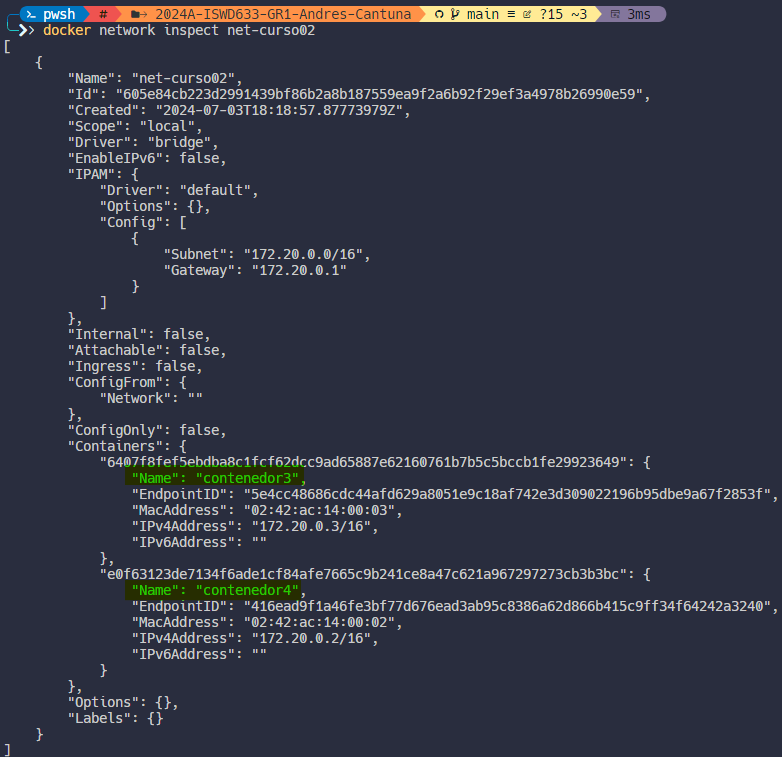 pwsh # 2024A-ISWD633-GR1-Andres-Cantuna main ≡ ?15 ~3 3ms
docker network inspect net-curso02
[
    {
        "Name": "net-curso02",
        "Id": "605e84cb223d2991439bf86b2a8b187559ea9f2a6b92f29ef3a4978b26990e59",
        "Created": "2024-07-03T18:18:57.87773979Z",
        "Scope": "local",
        "Driver": "bridge",
        "EnableIPv6": false,
        "IPAM": {
            "Driver": "default",
            "Options": {},
            "Config": [
                {
                    "Subnet": "172.20.0.0/16",
                    "Gateway": "172.20.0.1"
                }
            ]
        },
        "Internal": false,
        "Attachable": false,
        "Ingress": false,
        "ConfigFrom": {
            "Network": ""
        },
        "ConfigOnly": false,
        "Containers": {
            "6407f8fef5ebdba8c1fcf62dcc9ad65887e62160761b7b5c5bccb1fe29923649": {
                "Name": "contenedor3",
                "EndpointID": "5e4cc48686cdc44afd629a8051e9c18af742e3d309022196b95dbe9a67f2853f",
                "MacAddress": "02:42:ac:14:00:03",
                "IPv4Address": "172.20.0.3/16",
                "IPv6Address": ""
            },
            "e0f63123de7134f6ade1cf84afe7665c9b241ce8a47c621a967297273cb3b3bc": {
                "Name": "contenedor4",
                "EndpointID": "416ead9f1a46fe3bf77d676ead3ab95c8386a62d866b415c9ff34f64242a3240",
                "MacAddress": "02:42:ac:14:00:02",
                "IPv4Address": "172.20.0.2/16",
                "IPv6Address": ""
            }
        },
        "Options": {},
        "Labels": {}
    }
]